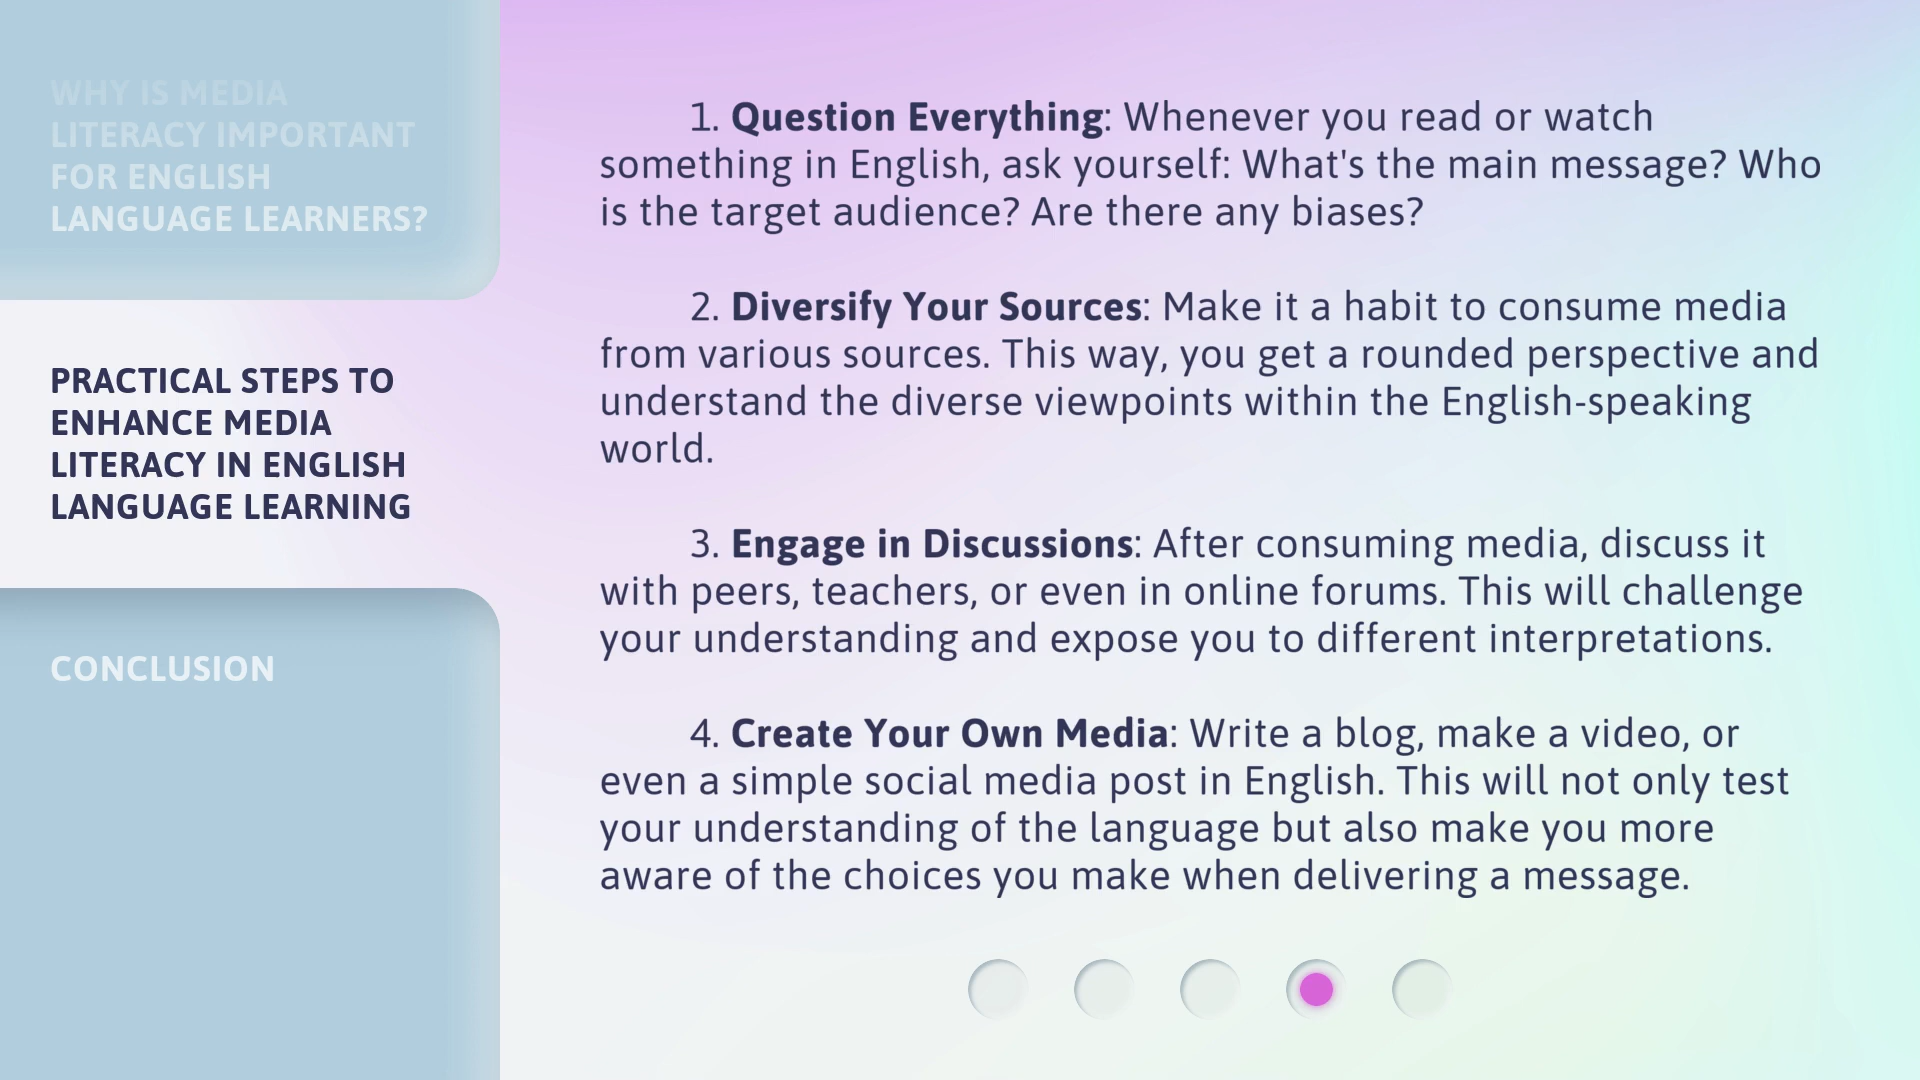 WHY IS MEDIA
LITERACY IMPORTANT
FOR ENGLISH
LANGUAGE LEARNERS?
PRACTICAL STEPS TO
ENHANCE MEDIA
LITERACY IN ENGLISH
LANGUAGE LEARNING
CONCLUSION
1. Question Everything: Whenever you read or watch
something in English, ask yourself: What's the main message? Who
is the target audience? Are there any biases?
2. Diversify Your Sources: Make it a habit to consume media
from various sources. This way, you get a rounded perspective and
understand the diverse viewpoints within the English-speaking
world.
3. Engage in Discussions: After consuming media, discuss it
with peers, teachers, or even in online forums. This will challenge
your understanding and expose you to different interpretations.
4. Create Your Own Media: Write a blog, make a video, or
even a simple social media post in English. This will not only test
your understanding of the language but also make you more
aware of the choices you make when delivering a message.